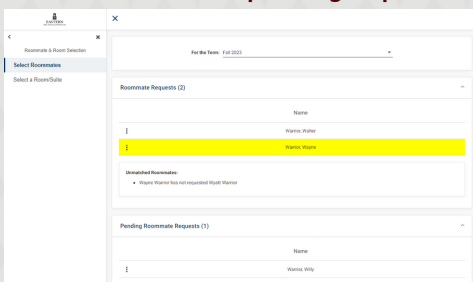 EASTERN
Roommate & Room Selection
Select Roommates
Select a Room/Suite
For the Term: Fall 2023
Roommate Requests (2)
Name
Warrior, Walter
Warrior, Wayne
Unmatched Roommates:
Wayne Warrior has not requested Wyatt Warrior
Pending Roommate Requests (1)
Name
Warrior, Willy